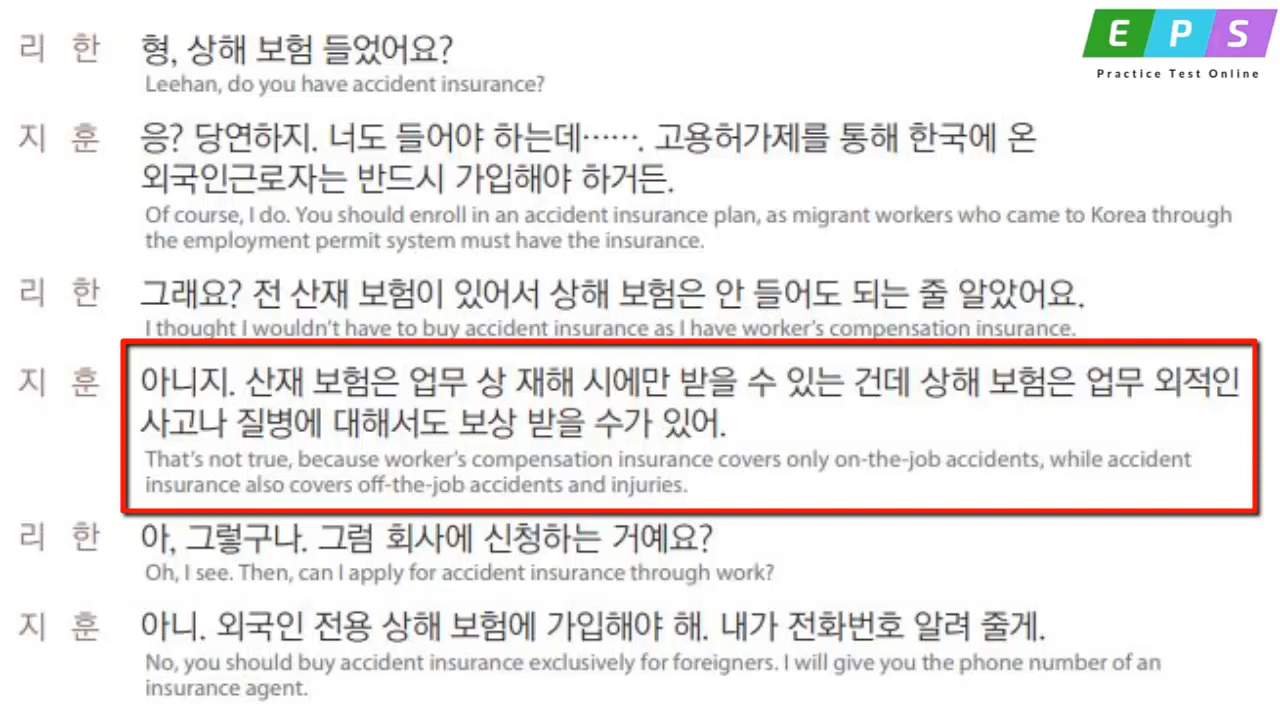 EPS
Practice Test Online
리 한 형, 상해 보험 들었어요?
Leehan, do you have accident insurance?
지 훈 응? 당연하지. 너도 들어야 하는데……. 고용허가제를 통해 한국에 온
외국인근로자는 반드시 가입해야 하거든.
Of course, I do. You should enroll in an accident insurance plan, as migrant workers who came to Korea through
the employment permit system must have the insurance.
리 한 그래요? 전 산재 보험이 있어서 상해 보험은 안 들어도 되는 줄 알았어요.
I thought I wouldn't have to buy accident insurance as I have worker's compensation insurance.
지 훈 아니지. 산재 보험은 업무 상 재해 시에만 받을 수 있는 건데 상해 보험은 업무 외적인
사고나 질병에 대해서도 보상 받을 수가 있어.
That's not true, because worker's compensation insurance covers only on-the-job accidents, while accident
insurance also covers off-the-job accidents and injuries.
리 한 아, 그렇구나. 그럼 회사에 신청하는 거예요?
Oh, I see. Then, can I apply for accident insurance through work?
지 훈 아니. 외국인 전용 상해 보험에 가입해야 해. 내가 전화번호 알려 줄게.
No, you should buy accident insurance exclusively for foreigners. I will give you the phone number of an
insurance agent.